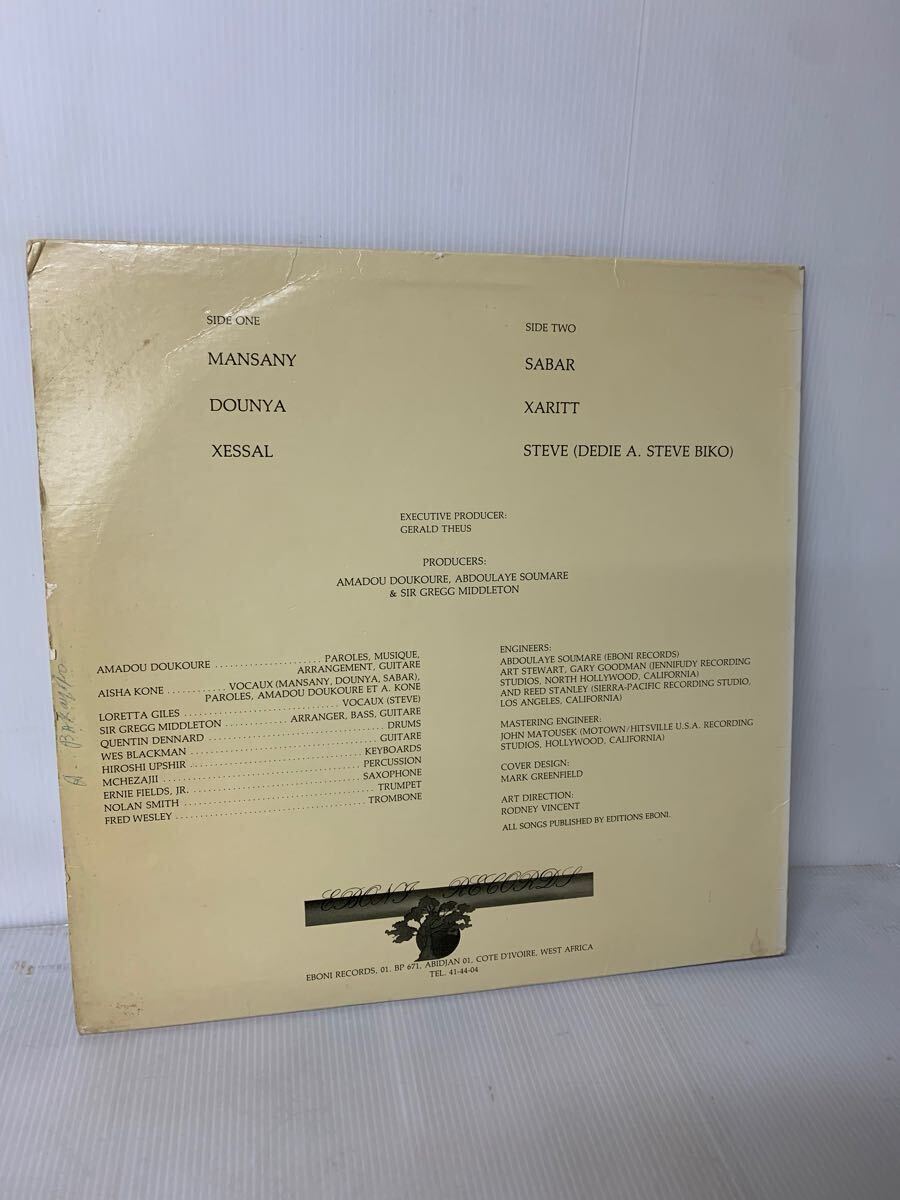 SIDE ONE
MANSANY
DOUNYA
XESSAL
SIDE TWO
SABAR
XARITT
STEVE (DEDIE A. STEVE BIKO)
EXECUTIVE PRODUCER:
GERALD THEUS
PRODUCERS:
AMADOU DOUKOURE, ABDOULAYE SOUMARE
& SIR GREGG MIDDLETON
AMADOU DOUKOURE ........................ PAROLES, MUSIQUE,
ARRANGEMENT, GUITARE
AISHA KONE ............ VOCAUX (MANSANY, DOUNYA, SABAR),
PAROLES, AMADOU DOUKOURE ET A. KONE
LORETTA GILES .................................... VOCAUX (STEVE)
SIR GREGG MIDDLETON .............. ARRANGER, BASS, GUITARE
QUENTIN DENNARD ......................................... DRUMS
WES BLACKMAN ........................................... GUITARE
HIROSHI UPSHIR ...................................... KEYBOARDS
MCHEZAJII .............................................. PERCUSSION
ERNIE FIELDS, JR. ...................................... SAXOPHONE
NOLAN SMITH ............................................ TRUMPET
FRED WESLEY .......................................... TROMBONE
ENGINEERS:
ABDOULAYE SOUMARE (EBONI RECORDS)
ART STEWART, GARY GOODMAN (JENNIFUDY RECORDING
STUDIOS, NORTH HOLLYWOOD, CALIFORNIA)
AND REED STANLEY (SIERRA-PACIFIC RECORDING STUDIO,
LOS ANGELES, CALIFORNIA)
MASTERING ENGINEER:
JOHN MATOUSEK (MOTOWN/HITSVILLE U.S.A. RECORDING
STUDIOS, HOLLYWOOD, CALIFORNIA)
COVER DESIGN:
MARK GREENFIELD
ART DIRECTION:
RODNEY VINCENT
ALL SONGS PUBLISHED BY EDITIONS EBONI.
EBONI RECORDS
EBONI RECORDS, 01. BP 671, ABIDJAN 01, COTE D'IVOIRE, WEST AFRICA
TEL. 41-44-04